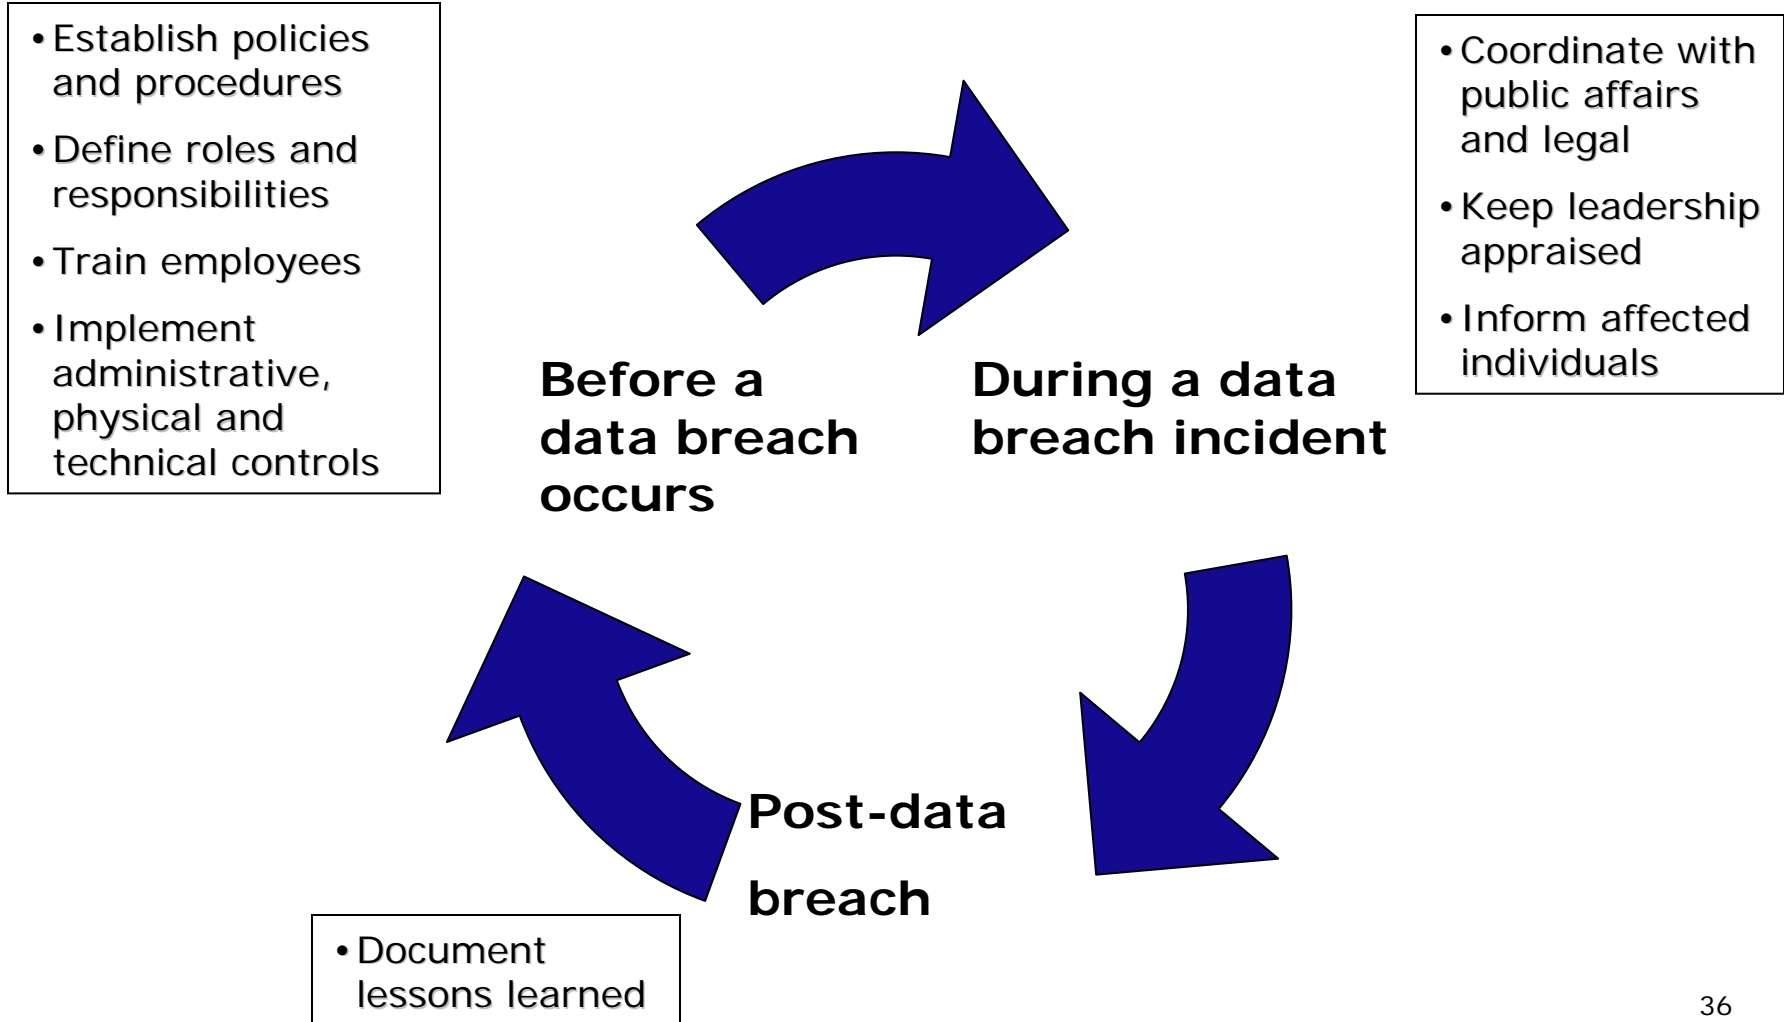 • Establish policies
and procedures
• Define roles and
responsibilities
• Train employees
• Implement
administrative,
physical and
technical controls
• Coordinate with
public affairs
and legal
• Keep leadership
appraised
• Inform affected
individuals
Before a
data breach
occurs
During a data
breach incident
Post-data
breach
• Document
lessons learned
36